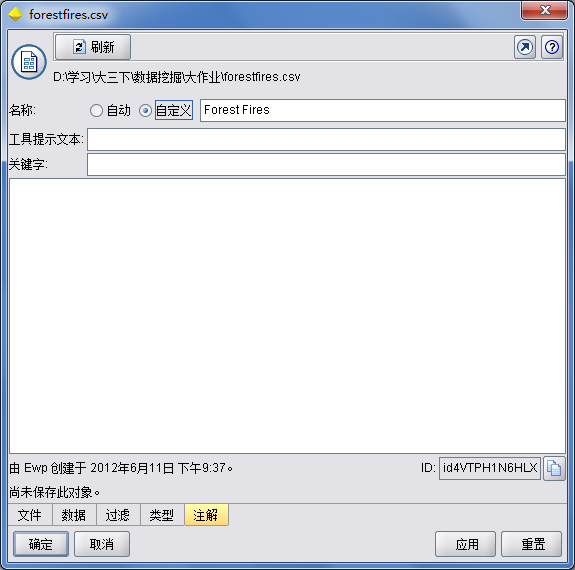 forestfires.csv
刷新
D:\学习\大三下\数据挖掘\大作业\forestfires.csv
名称: 自动 自定义 Forest Fires
工具提示文本:
关键字:
由 Ewp 创建于 2012年6月11日 下午9:37。 ID: id4VTPH1N6HLX
尚未保存此对象。
文件 数据 过滤 类型 注解
确定 取消 应用 重置